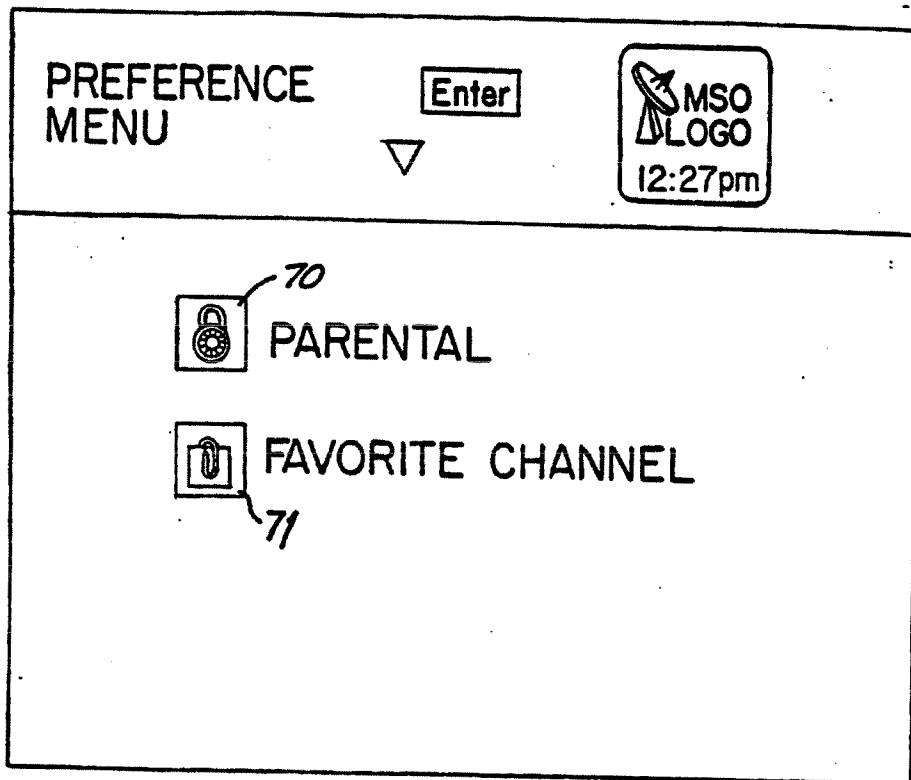 PREFERENCE
MENU
Enter
MSO
LOGO
12:27pm
70
PARENTAL
FAVORITE CHANNEL
71